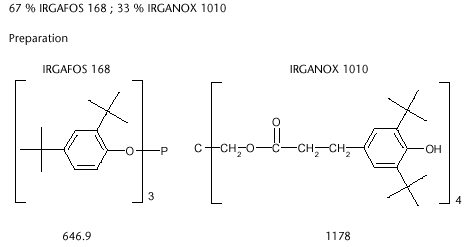 67 % IRGAFOS 168 ; 33 % IRGANOX 1010
Preparation
IRGAFOS 168
IRGANOX 1010
O P
3
C CH2O C CH2 CH2
O
OH
4
646.9
1178